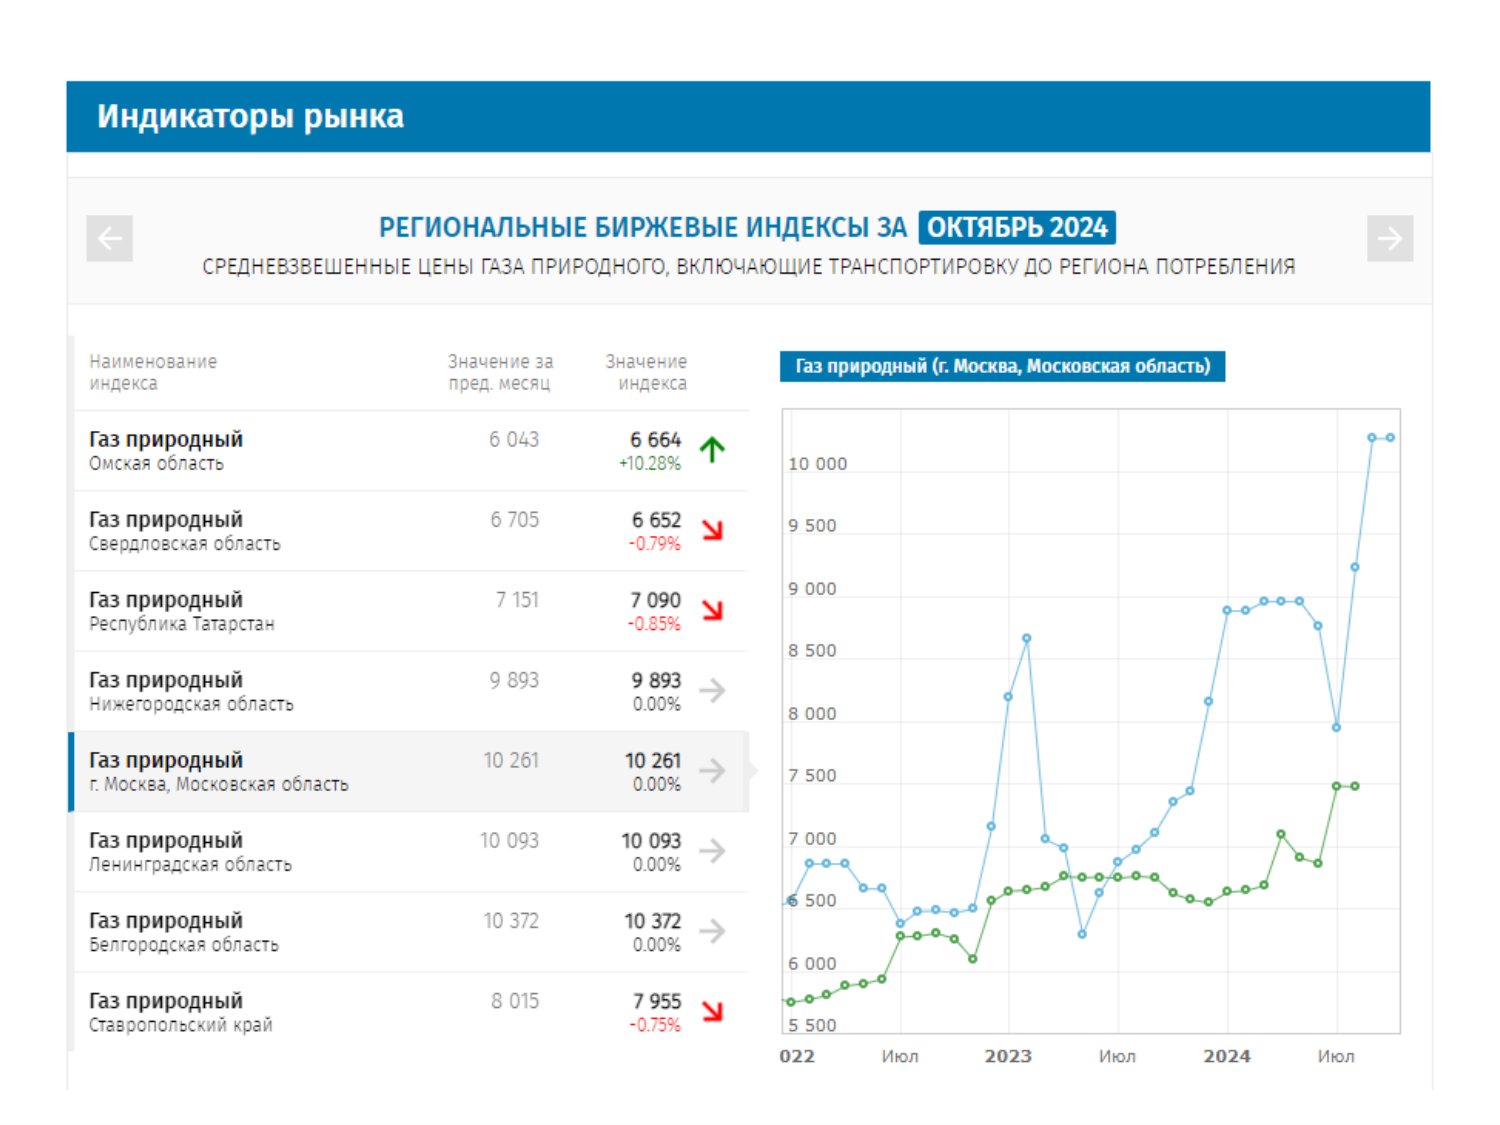 Индикаторы рынка
РЕГИОНАЛЬНЫЕ БИРЖЕВЫЕ ИНДЕКСЫ ЗА ОКТЯБРЬ 2024
СРЕДНЕВЗВЕШЕННЫЕ ЦЕНЫ ГАЗА ПРИРОДНОГО, ВКЛЮЧАЮЩИЕ ТРАНСПОРТИРОВКУ ДО РЕГИОНА ПОТРЕБЛЕНИЯ
Наименование Значение за Значение
индекса пред. месяц индекса
Газ природный 6 043 6 664
Омская область +10.28%
Газ природный 6 705 6 652
Свердловская область -0.79%
Газ природный 7 151 7 090
Республика Татарстан -0.85%
Газ природный 9 893 9 893
Нижегородская область 0.00%
Газ природный 10 261 10 261
г. Москва, Московская область 0.00%
Газ природный 10 093 10 093
Ленинградская область 0.00%
Газ природный 10 372 10 372
Белгородская область 0.00%
Газ природный 8 015 7 955
Ставропольский край -0.75%
Газ природный (г. Москва, Московская область)
10 000
9 500
9 000
8 500
8 000
7 500
7 000
6 500
6 000
5 500
022 Июл 2023 Июл 2024 Июл